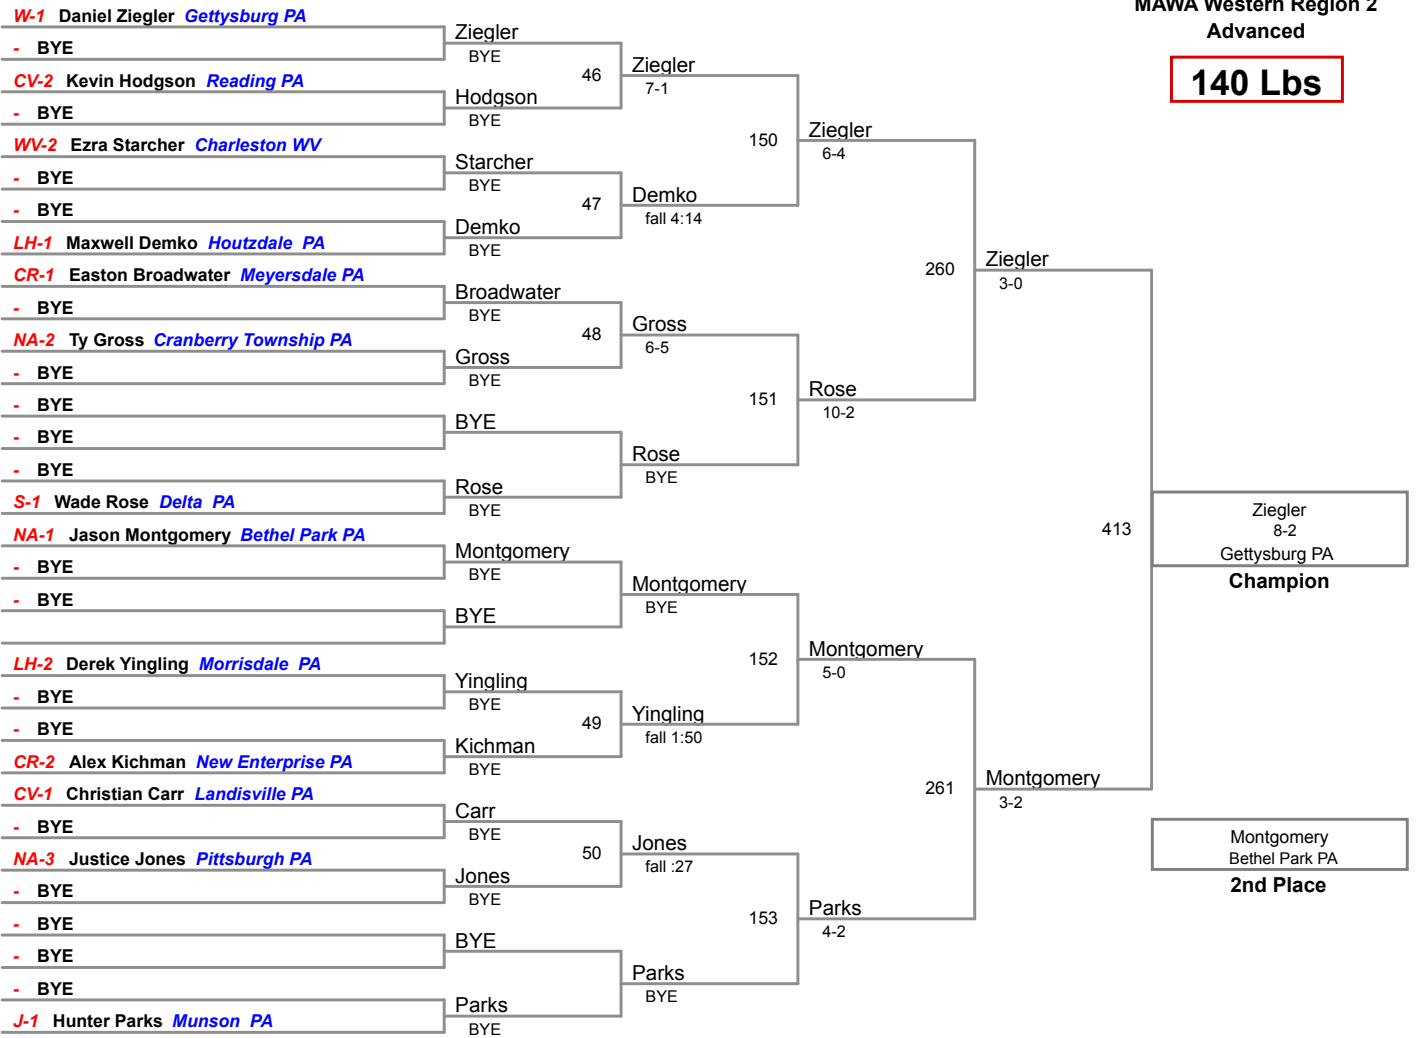 MAWA Western Region 2
Advanced
140 Lbs
W-1 Daniel Ziegler Gettysburg PA
- BYE
CV-2 Kevin Hodgson Reading PA
- BYE
WV-2 Ezra Starcher Charleston WV
- BYE
- BYE
LH-1 Maxwell Demko Houtzdale PA
CR-1 Easton Broadwater Meyersdale PA
- BYE
NA-2 Ty Gross Cranberry Township PA
- BYE
- BYE
- BYE
- BYE
S-1 Wade Rose Delta PA
NA-1 Jason Montgomery Bethel Park PA
- BYE
- BYE
LH-2 Derek Yingling Morrisdale PA
- BYE
- BYE
CR-2 Alex Kichman New Enterprise PA
CV-1 Christian Carr Landisville PA
- BYE
NA-3 Justice Jones Pittsburgh PA
- BYE
- BYE
- BYE
- BYE
J-1 Hunter Parks Munson PA
Ziegler
BYE
46
Hodgson
BYE
Starcher
BYE
47
Demko
BYE
Broadwater
BYE
48
Gross
BYE
BYE
Rose
BYE
Montgomery
BYE
BYE
Yingling
BYE
49
Kichman
BYE
Carr
BYE
50
Jones
BYE
BYE
Parks
BYE
Ziegler
7-1
150
Demko
fall 4:14
Gross
6-5
151
Rose
BYE
Montgomery
BYE
152
Yingling
fall 1:50
Jones
fall :27
153
Parks
BYE
Ziegler
6-4
260
Rose
10-2
Montgomery
5-0
261
Parks
4-2
Ziegler
3-0
413
Montgomery
3-2
Ziegler
8-2
Gettysburg PA
Champion
Montgomery
Bethel Park PA
2nd Place